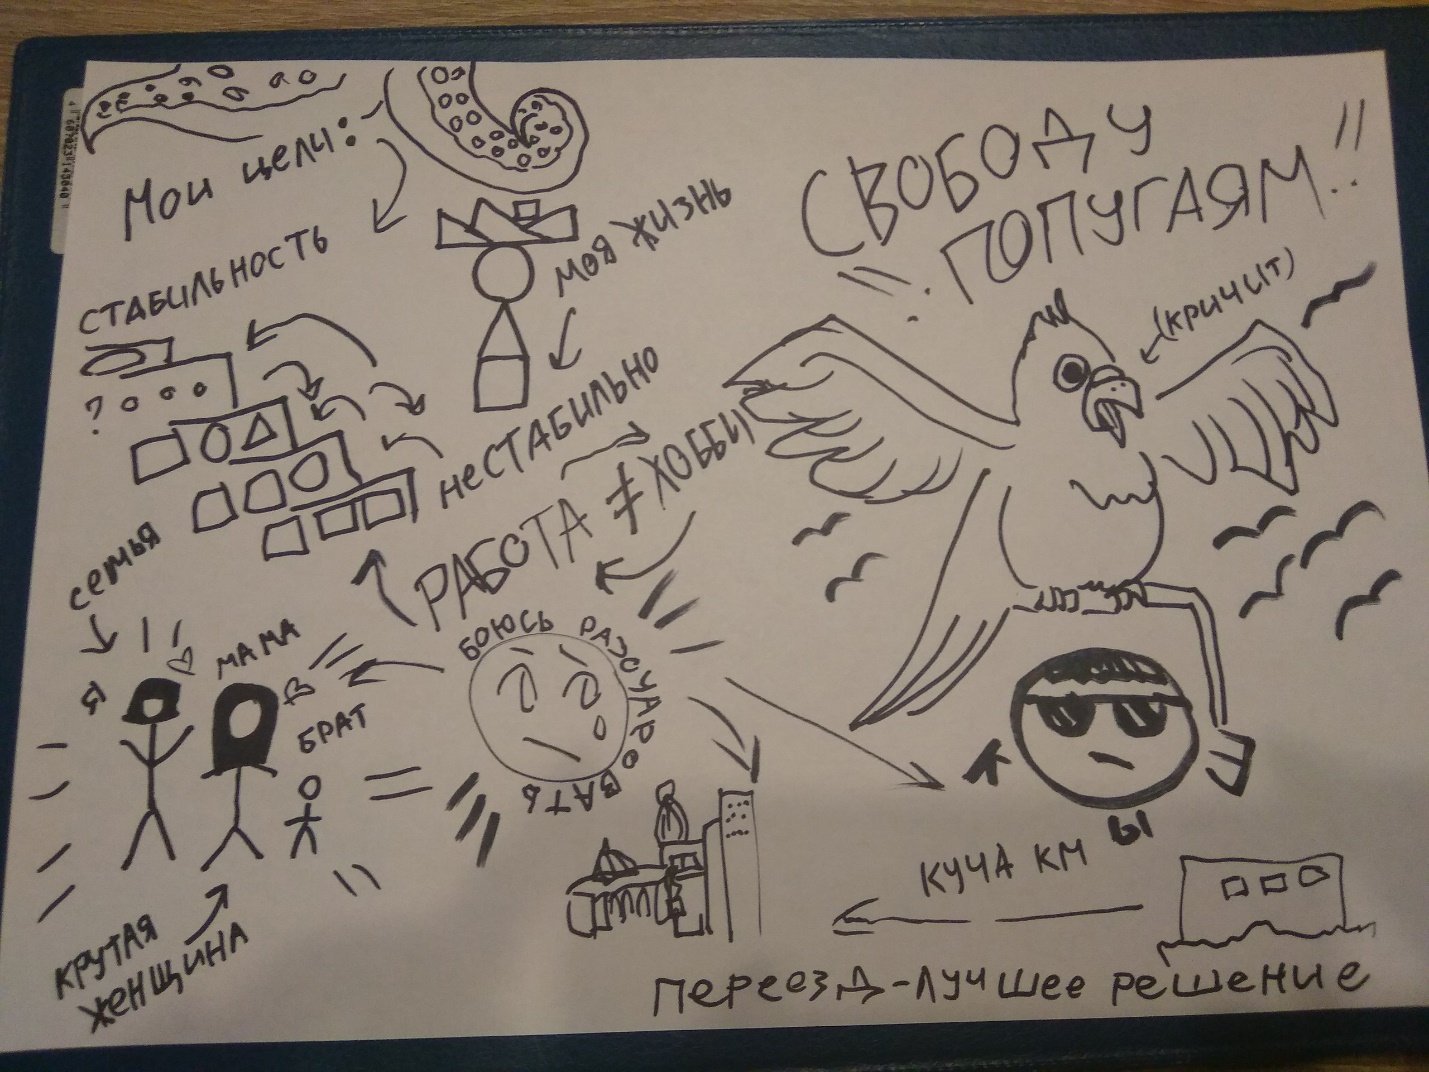 Мои цели:
СТАБИЛЬНОСТЬ
моя жизнь
неСТАБИЛЬНО
РАБОТА ≠ ХОББИ
СВОБОДУ
ПОПУГАЯМ!!
(кричит)
семья
Я
МАМА
БРАТ
КРУТАЯ
ЖЕНЩИНА
БОЮСЬ РАЗОЧАРОВАТЬ
Ы
КУЧА КМ
переезд-лучшее решение